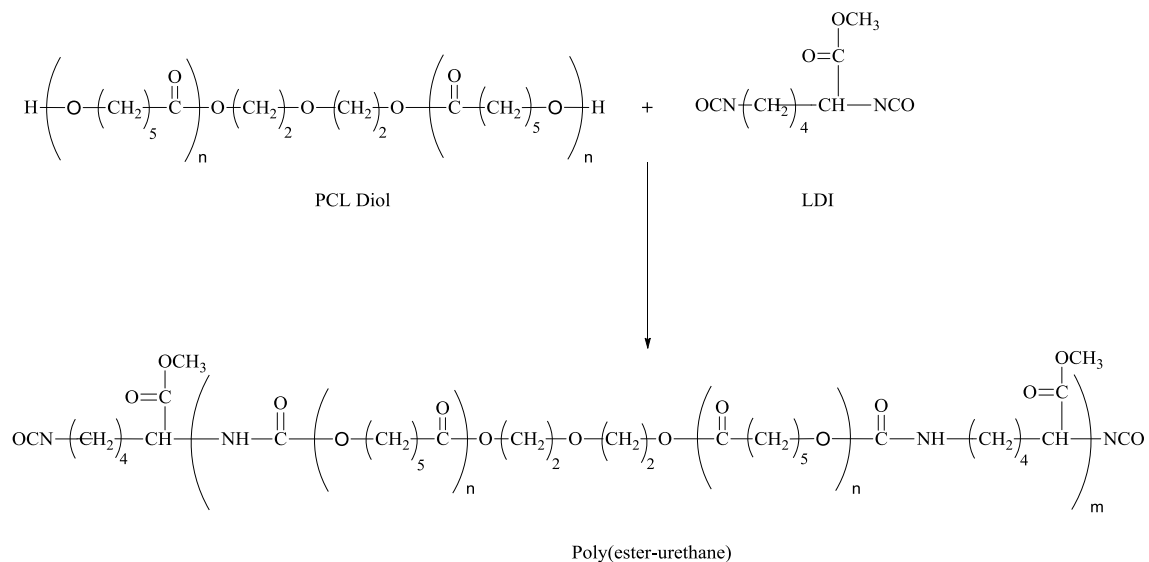 OCH₃
O=C
H-(-O-(-CH₂-)₅-C(=O)-)n-O-(-CH₂-)₂-O-(-CH₂-)₂-O-(-C(=O)-(-CH₂-)₅-O-)n-H + OCN-(-CH₂-)₄-CH-NCO
PCL Diol LDI
OCH₃ OCH₃
O=C O=C
OCN-(-CH₂-)₄-CH-(-NH-C(=O)-(-O-(-CH₂-)₅-C(=O)-)n-O-(-CH₂-)₂-O-(-CH₂-)₂-O-(-C(=O)-(-CH₂-)₅-O-)n-C(=O)-NH-(-CH₂-)₄-CH-)m-NCO
Poly(ester-urethane)